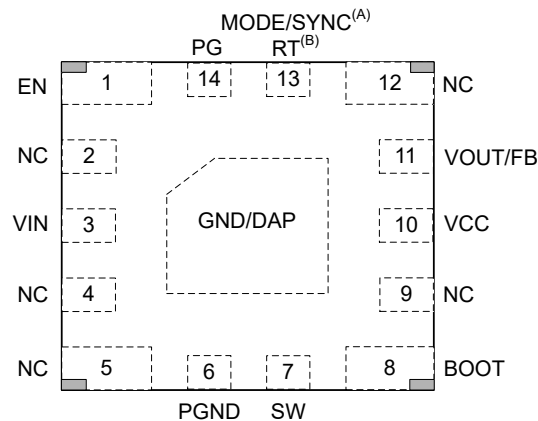 MODE/SYNC(A)
PG RT(B)
EN 1 14 13 12 NC
NC 2 11 VOUT/FB
VIN 3 GND/DAP 10 VCC
NC 4 9 NC
NC 5 6 7 8 BOOT
PGND SW